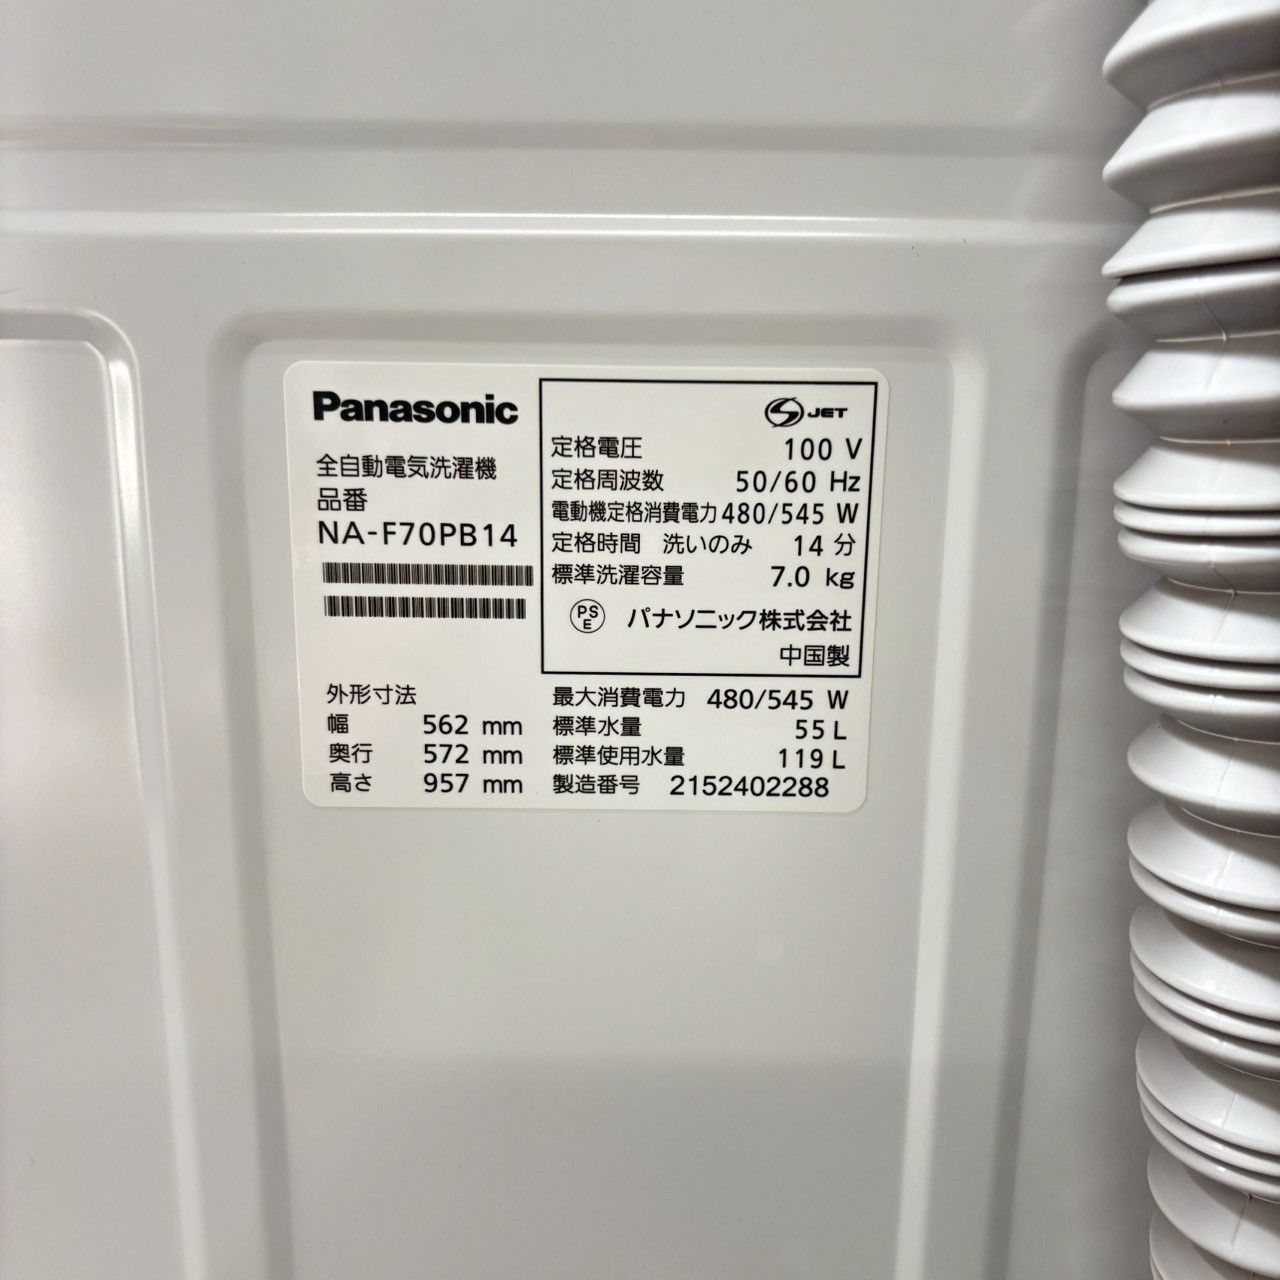 Panasonic
全自動電気洗濯機
品番
NA-F70PB14
S JET
定格電圧 100 V
定格周波数 50/60 Hz
電動機定格消費電力 480/545 W
定格時間 洗いのみ 14 分
標準洗濯容量 7.0 kg
PSE パナソニック株式会社
中国製
外形寸法
幅 562 mm
奥行 572 mm
高さ 957 mm
最大消費電力 480/545 W
標準水量 55 L
標準使用水量 119 L
製造番号 2152402288